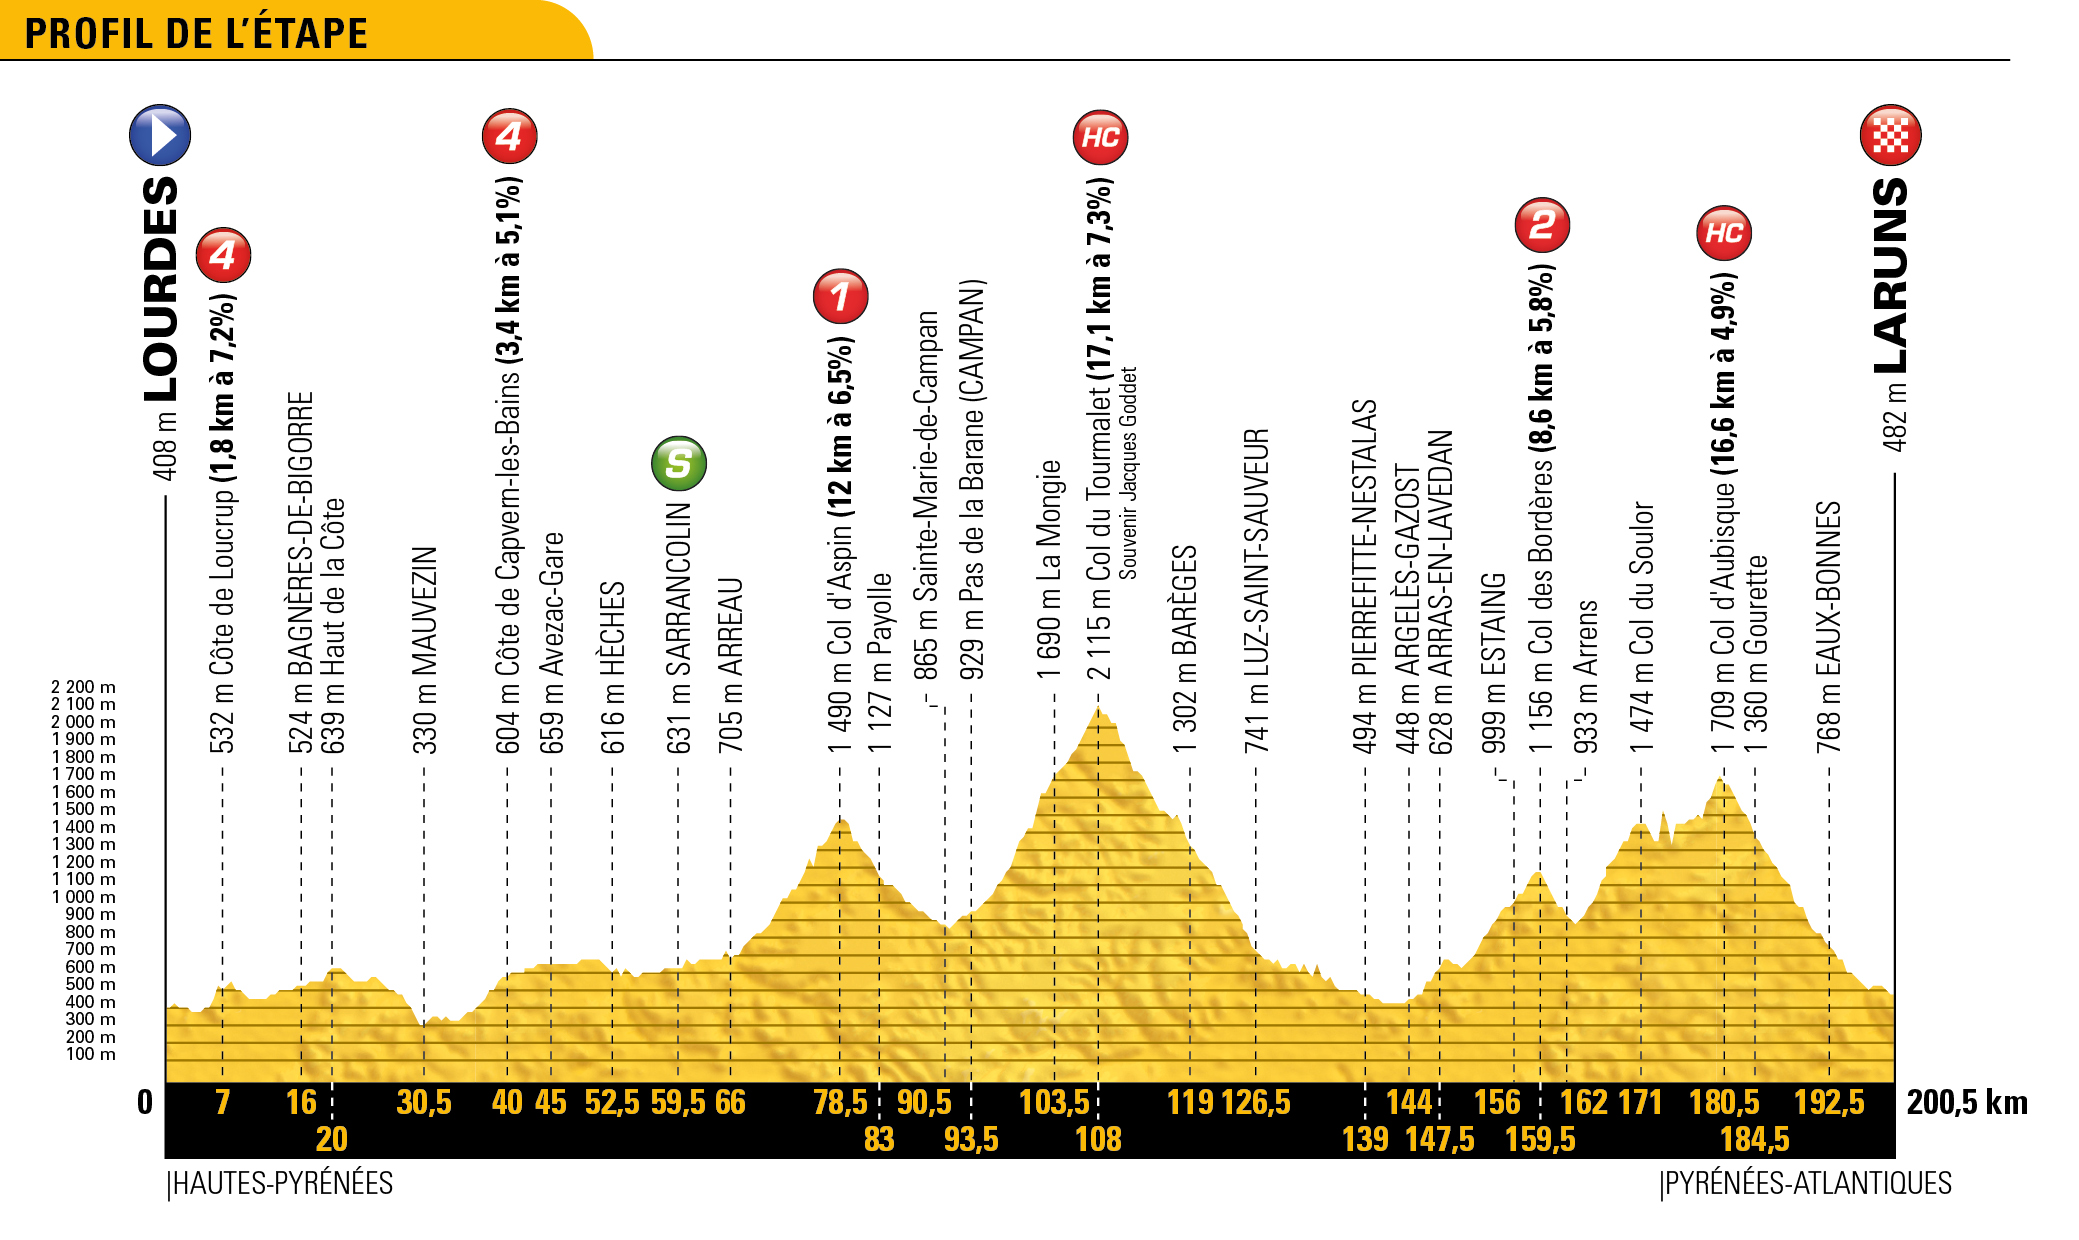 PROFIL DE L'ÉTAPE
408 m LOURDES
4
532 m Côte de Loucrup (1,8 km à 7,2%)
524 m BAGNÈRES-DE-BIGORRE
639 m Haut de la Côte
330 m MAUVEZIN
4
604 m Côte de Capvern-les-Bains (3,4 km à 5,1%)
659 m Avezac-Gare
616 m HÈCHES
S
631 m SARRANCOLIN
705 m ARREAU
1
1 490 m Col d'Aspin (12 km à 6,5%)
1 127 m Payolle
865 m Sainte-Marie-de-Campan
929 m Pas de la Barane (CAMPAN)
1 690 m La Mongie
HC
2 115 m Col du Tourmalet (17,1 km à 7,3%)
Souvenir Jacques Goddet
1 302 m BARÈGES
741 m LUZ-SAINT-SAUVEUR
494 m PIERREFITTE-NESTALAS
448 m ARGELÈS-GAZOST
628 m ARRAS-EN-LAVEDAN
999 m ESTAING
2
1 156 m Col des Bordères (8,6 km à 5,8%)
933 m Arrens
1 474 m Col du Soulor
HC
1 709 m Col d'Aubisque (16,6 km à 4,9%)
1 360 m Gourette
768 m EAUX-BONNES
482 m LARUNS
2 200 m
2 100 m
2 000 m
1 900 m
1 800 m
1 700 m
1 600 m
1 500 m
1 400 m
1 300 m
1 200 m
1 100 m
1 000 m
900 m
800 m
700 m
600 m
500 m
400 m
300 m
200 m
100 m
0 7 16 30,5 40 45 52,5 59,5 66 78,5 90,5 103,5 119 126,5 144 156 162 171 180,5 192,5 200,5 km
20 83 93,5 108 139 147,5 159,5 184,5
|HAUTES-PYRÉNÉES |PYRÉNÉES-ATLANTIQUES